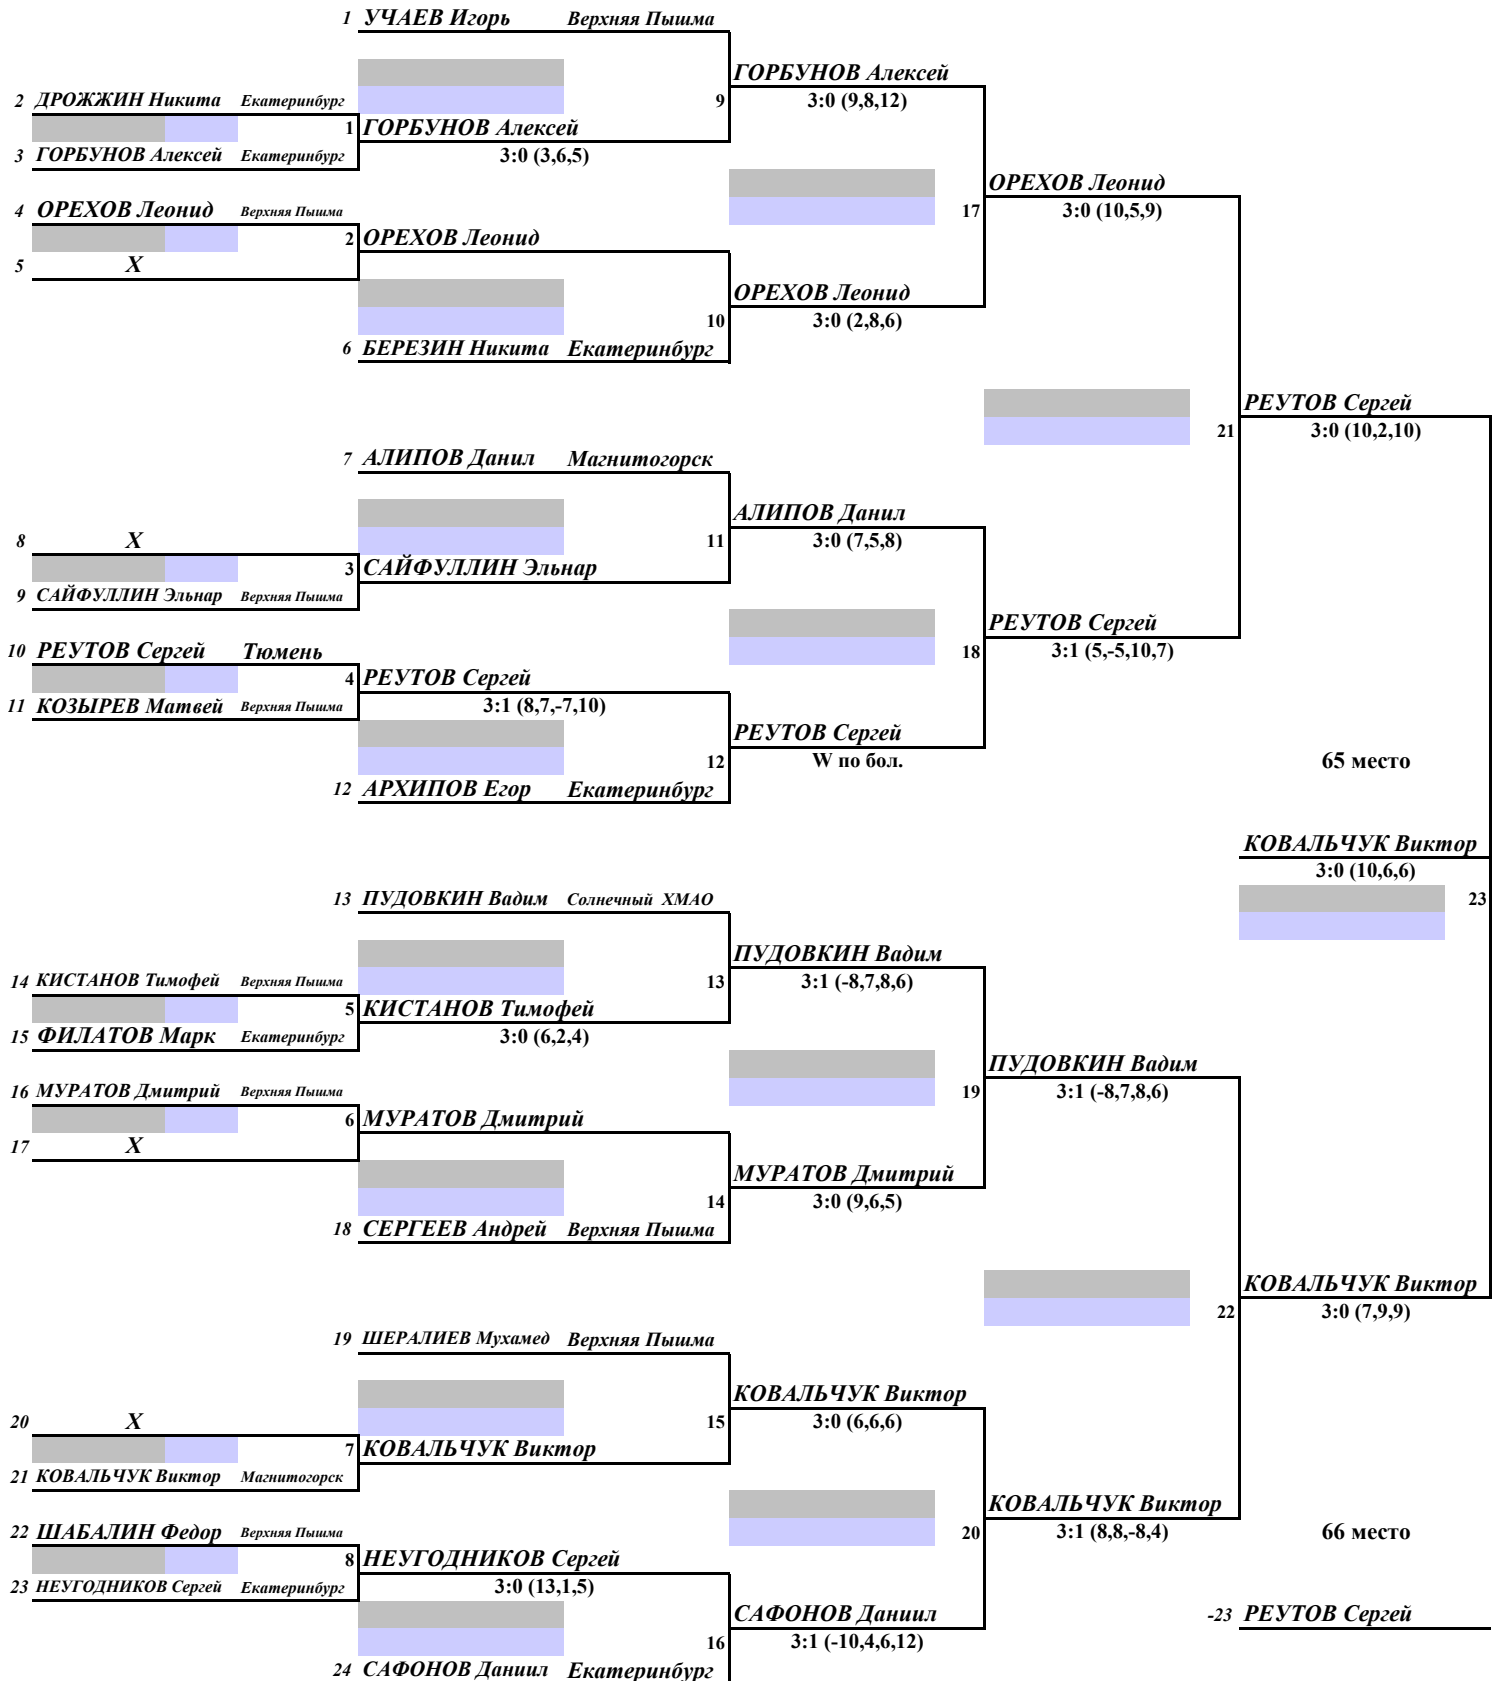 1 УЧАЕВ Игорь Верхняя Пышма
ГОРБУНОВ Алексей
2 ДРОЖЖИН Никита Екатеринбург
9 3:0 (9,8,12)
1 ГОРБУНОВ Алексей
3 ГОРБУНОВ Алексей Екатеринбург
3:0 (3,6,5)
ОРЕХОВ Леонид
4 ОРЕХОВ Леонид Верхняя Пышма
17 3:0 (10,5,9)
2 ОРЕХОВ Леонид
5 X
ОРЕХОВ Леонид
10 3:0 (2,8,6)
6 БЕРЕЗИН Никита Екатеринбург
РЕУТОВ Сергей
21 3:0 (10,2,10)
7 АЛИПОВ Данил Магнитогорск
АЛИПОВ Данил
8 X
11 3:0 (7,5,8)
3 САЙФУЛЛИН Эльнар
9 САЙФУЛЛИН Эльнар Верхняя Пышма
РЕУТОВ Сергей
10 РЕУТОВ Сергей Тюмень
18 3:1 (5,-5,10,7)
4 РЕУТОВ Сергей
11 КОЗЫРЕВ Матвей Верхняя Пышма
3:1 (8,7,-7,10)
РЕУТОВ Сергей
12 W по бол.
65 место
12 АРХИПОВ Егор Екатеринбург
КОВАЛЬЧУК Виктор
3:0 (10,6,6)
13 ПУДОВКИН Вадим Солнечный ХМАО
23
ПУДОВКИН Вадим
14 КИСТАНОВ Тимофей Верхняя Пышма
13 3:1 (-8,7,8,6)
5 КИСТАНОВ Тимофей
15 ФИЛАТОВ Марк Екатеринбург
3:0 (6,2,4)
ПУДОВКИН Вадим
16 МУРАТОВ Дмитрий Верхняя Пышма
19 3:1 (-8,7,8,6)
6 МУРАТОВ Дмитрий
17 X
МУРАТОВ Дмитрий
14 3:0 (9,6,5)
18 СЕРГЕЕВ Андрей Верхняя Пышма
КОВАЛЬЧУК Виктор
22 3:0 (7,9,9)
19 ШЕРАЛИЕВ Мухамед Верхняя Пышма
КОВАЛЬЧУК Виктор
20 X
15 3:0 (6,6,6)
7 КОВАЛЬЧУК Виктор
21 КОВАЛЬЧУК Виктор Магнитогорск
КОВАЛЬЧУК Виктор
22 ШАБАЛИН Федор Верхняя Пышма
20 3:1 (8,8,-8,4)
66 место
8 НЕУГОДНИКОВ Сергей
23 НЕУГОДНИКОВ Сергей Екатеринбург
3:0 (13,1,5)
САФОНОВ Даниил
-23 РЕУТОВ Сергей
16 3:1 (-10,4,6,12)
24 САФОНОВ Даниил Екатеринбург